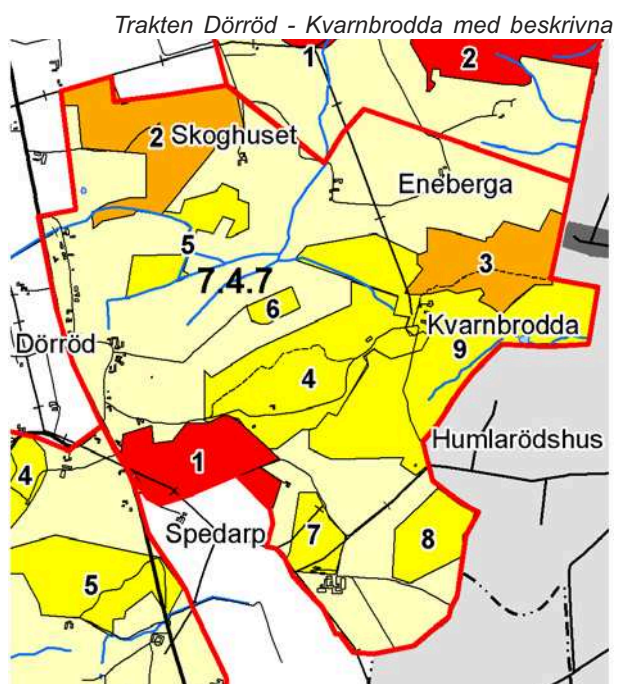 Trakten Dörröd - Kvarnbrodda med beskrivna
1
2
2 Skoghuset
Eneberga
5
3
7.4.7
6
Kvarnbrodda
Dörröd
9
4
Humlarödshus
1
4
Spedarp
7
8
5